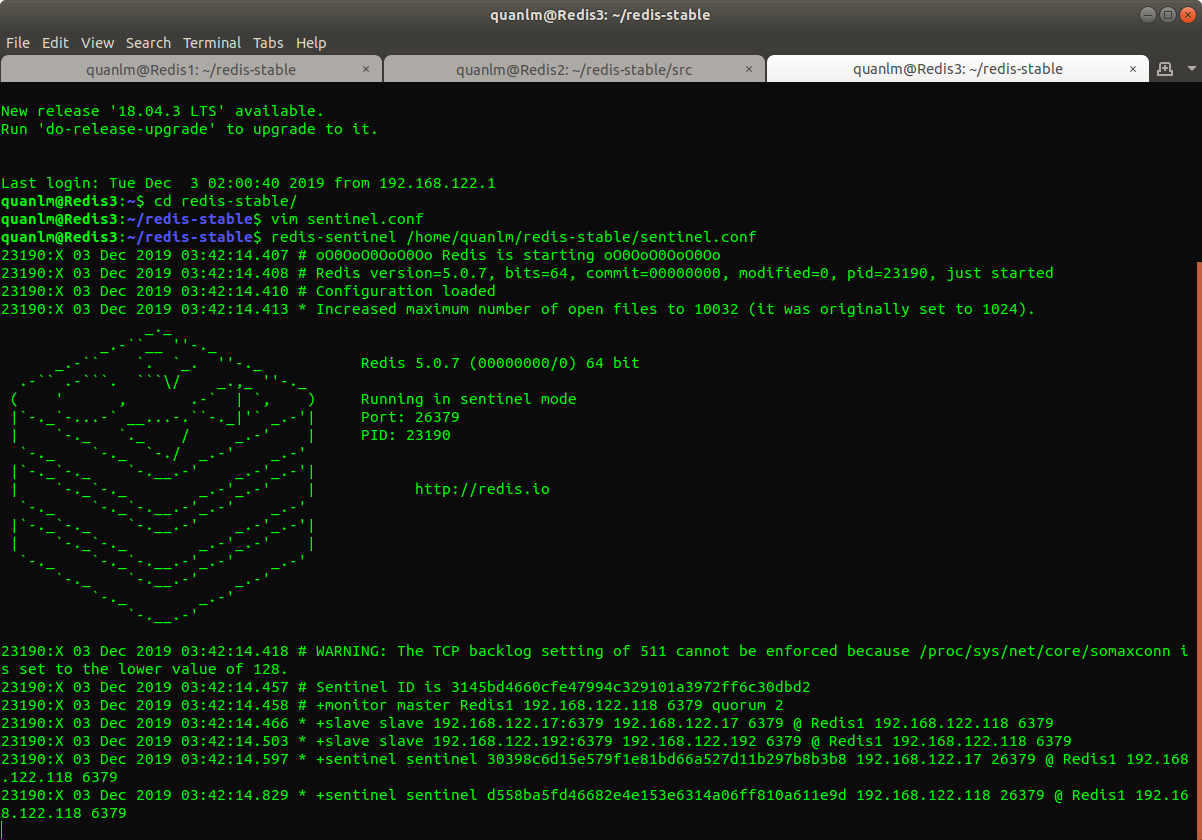 quanlm@Redis3: ~/redis-stable
File Edit View Search Terminal Tabs Help
quanlm@Redis1: ~/redis-stable × quanlm@Redis2: ~/redis-stable/src × quanlm@Redis3: ~/redis-stable ×
New release '18.04.3 LTS' available.
Run 'do-release-upgrade' to upgrade to it.
Last login: Tue Dec  3 02:00:40 2019 from 192.168.122.1
quanlm@Redis3:~$ cd redis-stable/
quanlm@Redis3:~/redis-stable$ vim sentinel.conf
quanlm@Redis3:~/redis-stable$ redis-sentinel /home/quanlm/redis-stable/sentinel.conf
23190:X 03 Dec 2019 03:42:14.407 # oO0OoO0OoO0Oo Redis is starting oO0OoO0OoO0Oo
23190:X 03 Dec 2019 03:42:14.408 # Redis version=5.0.7, bits=64, commit=00000000, modified=0, pid=23190, just started
23190:X 03 Dec 2019 03:42:14.410 # Configuration loaded
23190:X 03 Dec 2019 03:42:14.413 * Increased maximum number of open files to 10032 (it was originally set to 1024).
Redis 5.0.7 (00000000/0) 64 bit
Running in sentinel mode
Port: 26379
PID: 23190
http://redis.io
23190:X 03 Dec 2019 03:42:14.418 # WARNING: The TCP backlog setting of 511 cannot be enforced because /proc/sys/net/core/somaxconn i
s set to the lower value of 128.
23190:X 03 Dec 2019 03:42:14.457 # Sentinel ID is 3145bd4660cfe47994c329101a3972ff6c30dbd2
23190:X 03 Dec 2019 03:42:14.458 # +monitor master Redis1 192.168.122.118 6379 quorum 2
23190:X 03 Dec 2019 03:42:14.466 * +slave slave 192.168.122.17:6379 192.168.122.17 6379 @ Redis1 192.168.122.118 6379
23190:X 03 Dec 2019 03:42:14.503 * +slave slave 192.168.122.192:6379 192.168.122.192 6379 @ Redis1 192.168.122.118 6379
23190:X 03 Dec 2019 03:42:14.597 * +sentinel sentinel 30398c6d15e579f1e81bd66a527d11b297b8b3b8 192.168.122.17 26379 @ Redis1 192.168
.122.118 6379
23190:X 03 Dec 2019 03:42:14.829 * +sentinel sentinel d558ba5fd46682e4e153e6314a06ff810a611e9d 192.168.122.118 26379 @ Redis1 192.16
8.122.118 6379